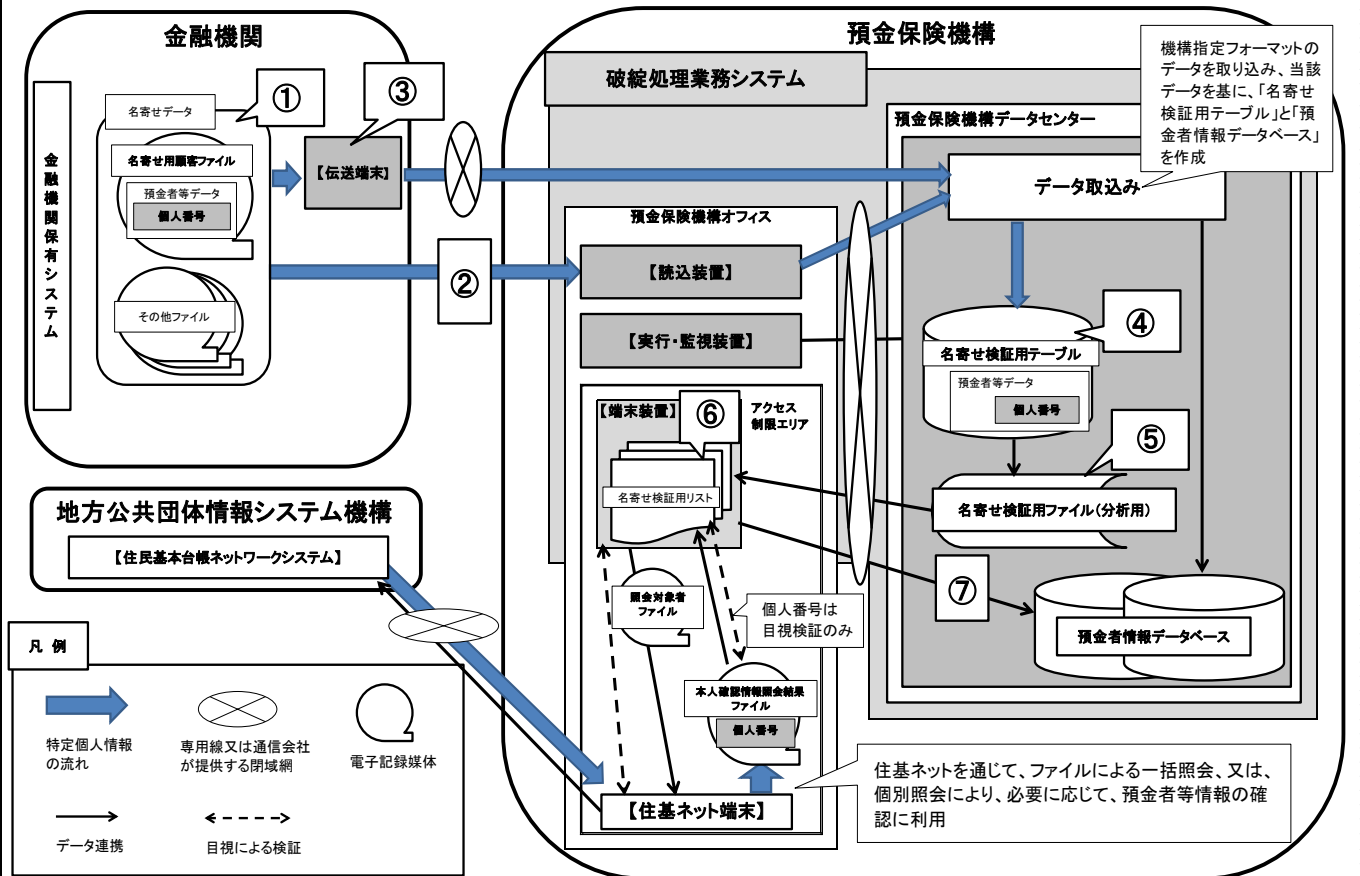 金融機関
金融機関保有システム
名寄せデータ
①
名寄せ用顧客ファイル
預金者等データ
個人番号
その他ファイル
③
【伝送端末】
②
預金保険機構
破綻処理業務システム
機構指定フォーマットの
データを取り込み、当該
データを基に、「名寄せ
検証用テーブル」と「預
金者情報データベース」
を作成
預金保険機構データセンター
データ取込み
預金保険機構オフィス
【読込装置】
【実行・監視装置】
④
名寄せ検証用テーブル
預金者等データ
個人番号
⑤
名寄せ検証用ファイル(分析用)
⑦
預金者情報データベース
【端末装置】
⑥
アクセス
制限エリア
名寄せ検証用リスト
照会対象者
ファイル
個人番号は
目視検証のみ
本人確認情報照会結果
ファイル
個人番号
【住基ネット端末】
住基ネットを通じて、ファイルによる一括照会、又は、
個別照会により、必要に応じて、預金者等情報の確
認に利用
地方公共団体情報システム機構
【住民基本台帳ネットワークシステム】
凡 例
特定個人情報
の流れ
専用線又は通信会社
が提供する閉域網
電子記録媒体
データ連携
目視による検証